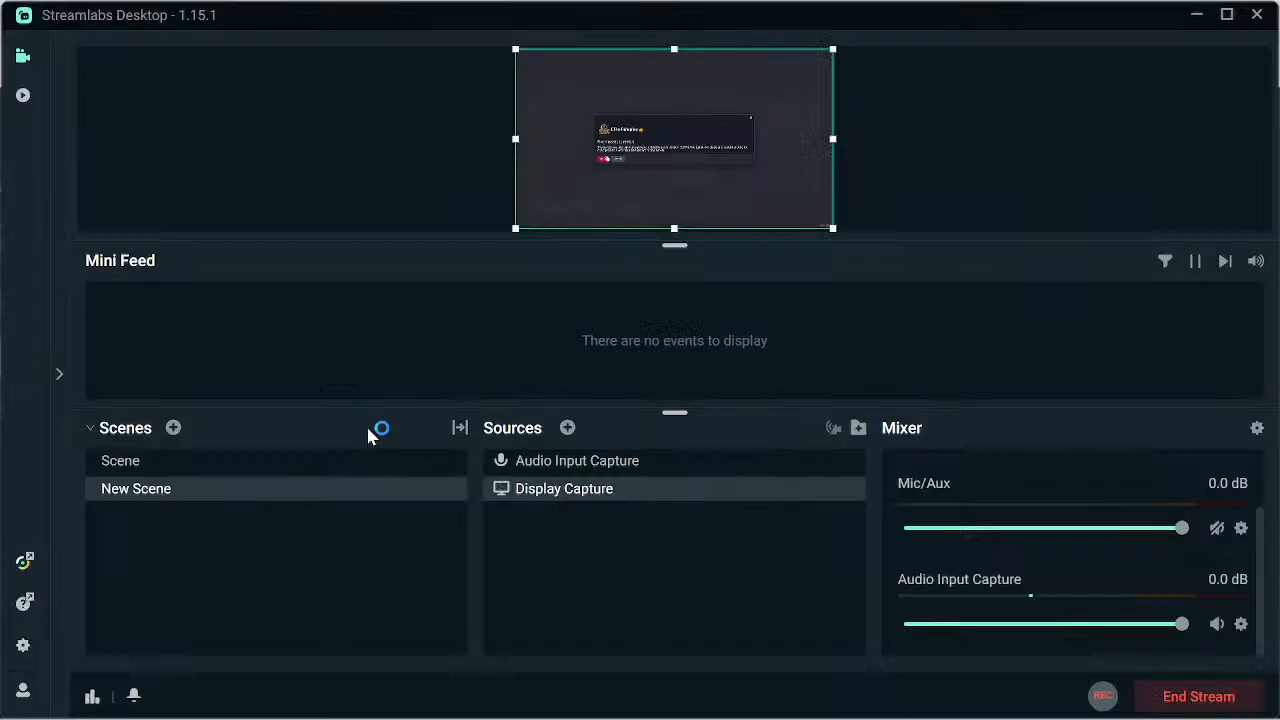 Streamlabs Desktop - 1.15.1
Mini Feed
There are no events to display
Scenes
Scene
New Scene
Sources
Audio Input Capture
Display Capture
Mixer
Mic/Aux 0.0 dB
Audio Input Capture 0.0 dB
REC
End Stream